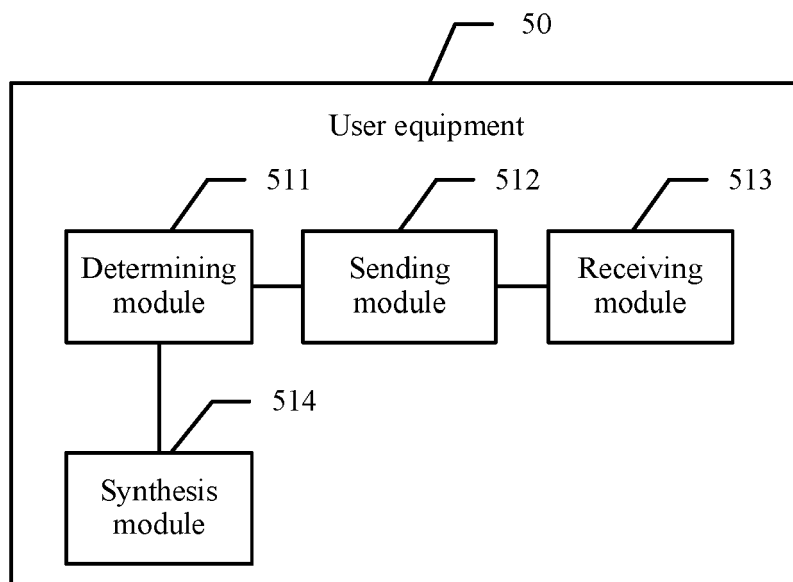 50
User equipment
511
512
513
Determining
module
Sending
module
Receiving
module
514
Synthesis
module